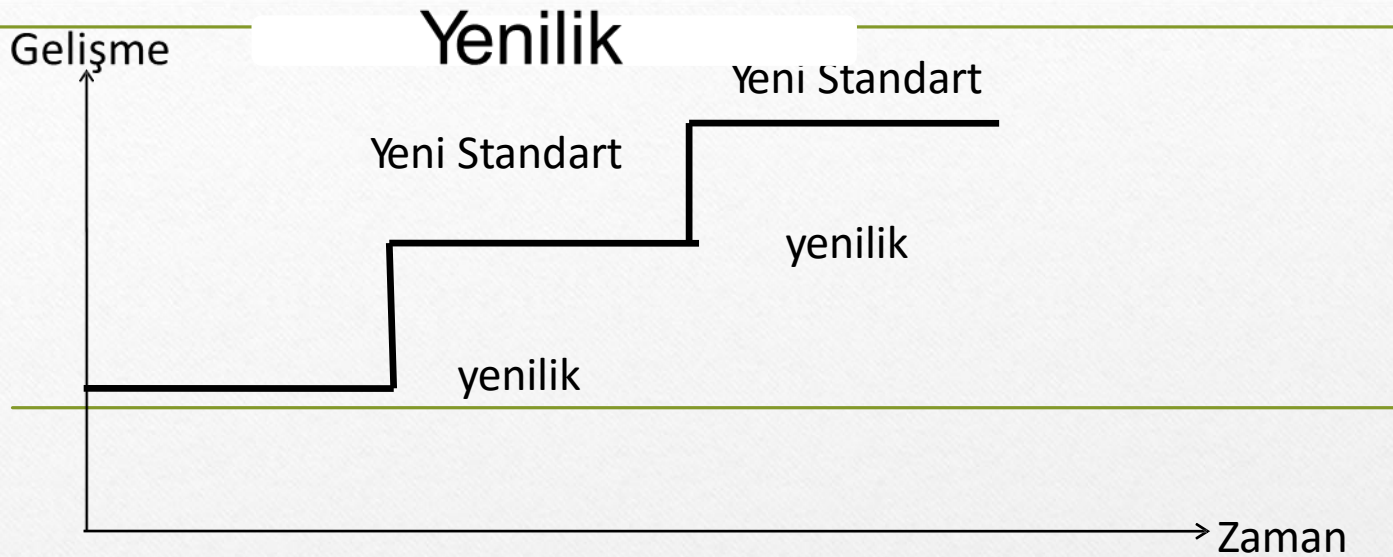 Yenilik
Gelişme
Yeni Standart
Yeni Standart
yenilik
yenilik
Zaman